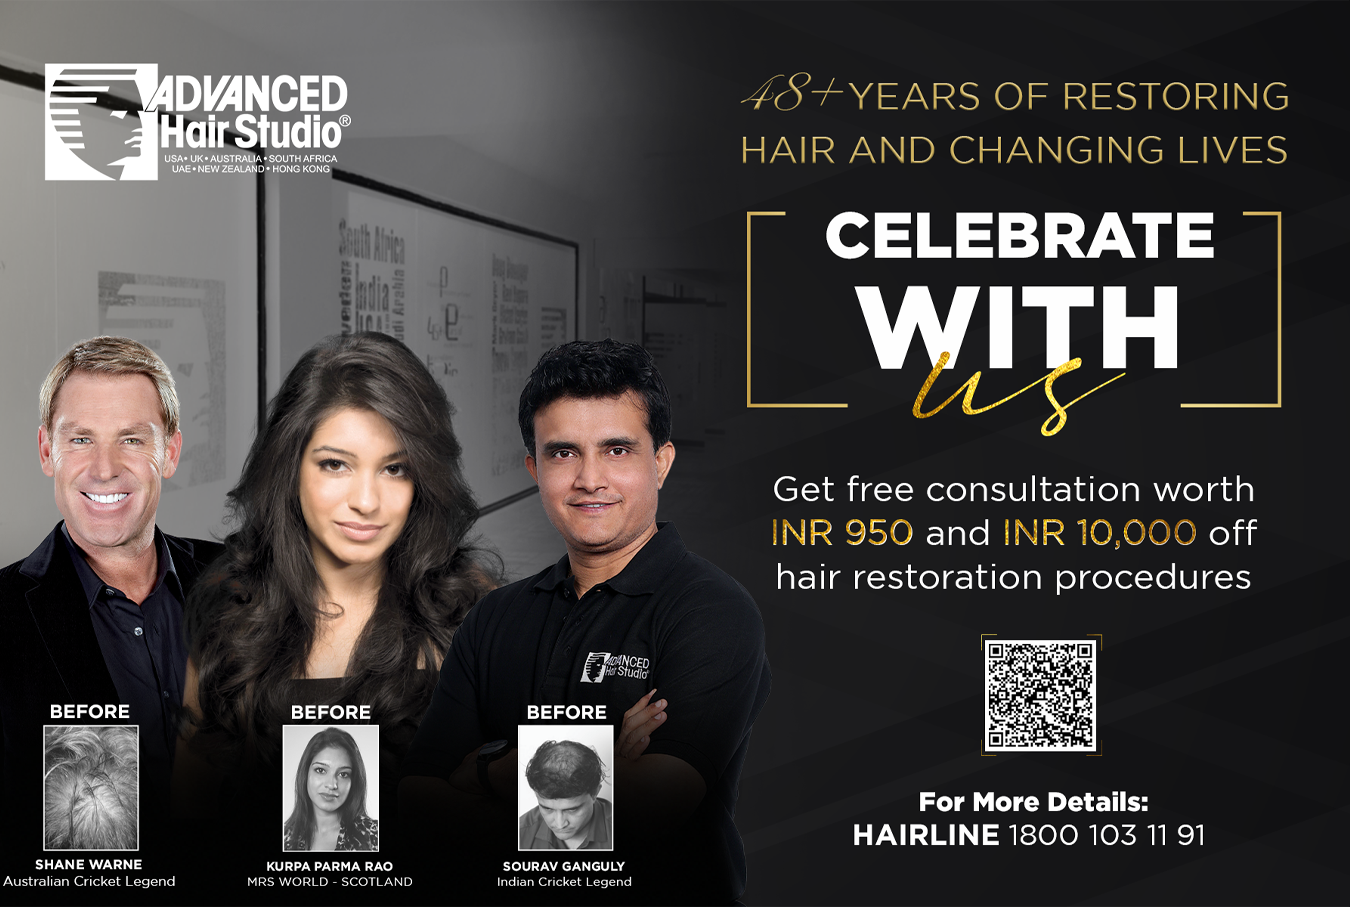 ADVANCED
Hair Studio®
USA • UK • AUSTRALIA • SOUTH AFRICA
UAE • NEW ZEALAND • HONG KONG
48+ YEARS OF RESTORING
HAIR AND CHANGING LIVES
CELEBRATE
WITH
us
Get free consultation worth
INR 950 and INR 10,000 off
hair restoration procedures
For More Details:
HAIRLINE 1800 103 11 91
South Africa
India
ADVANCED
Hair Studio
BEFORE
SHANE WARNE
Australian Cricket Legend
BEFORE
KURPA PARMA RAO
MRS WORLD - SCOTLAND
BEFORE
SOURAV GANGULY
Indian Cricket Legend